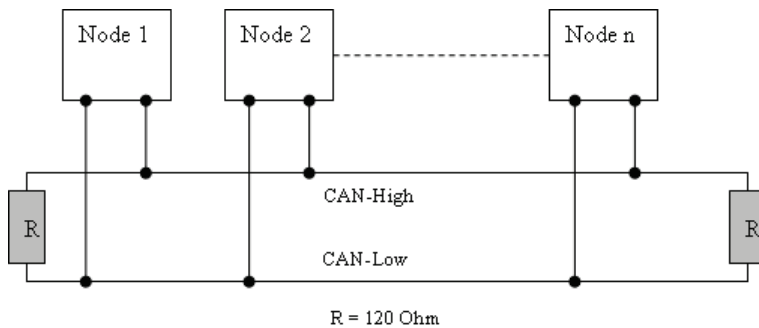 Node 1
Node 2
Node n
R
R
CAN-High
CAN-Low
R = 120 Ohm